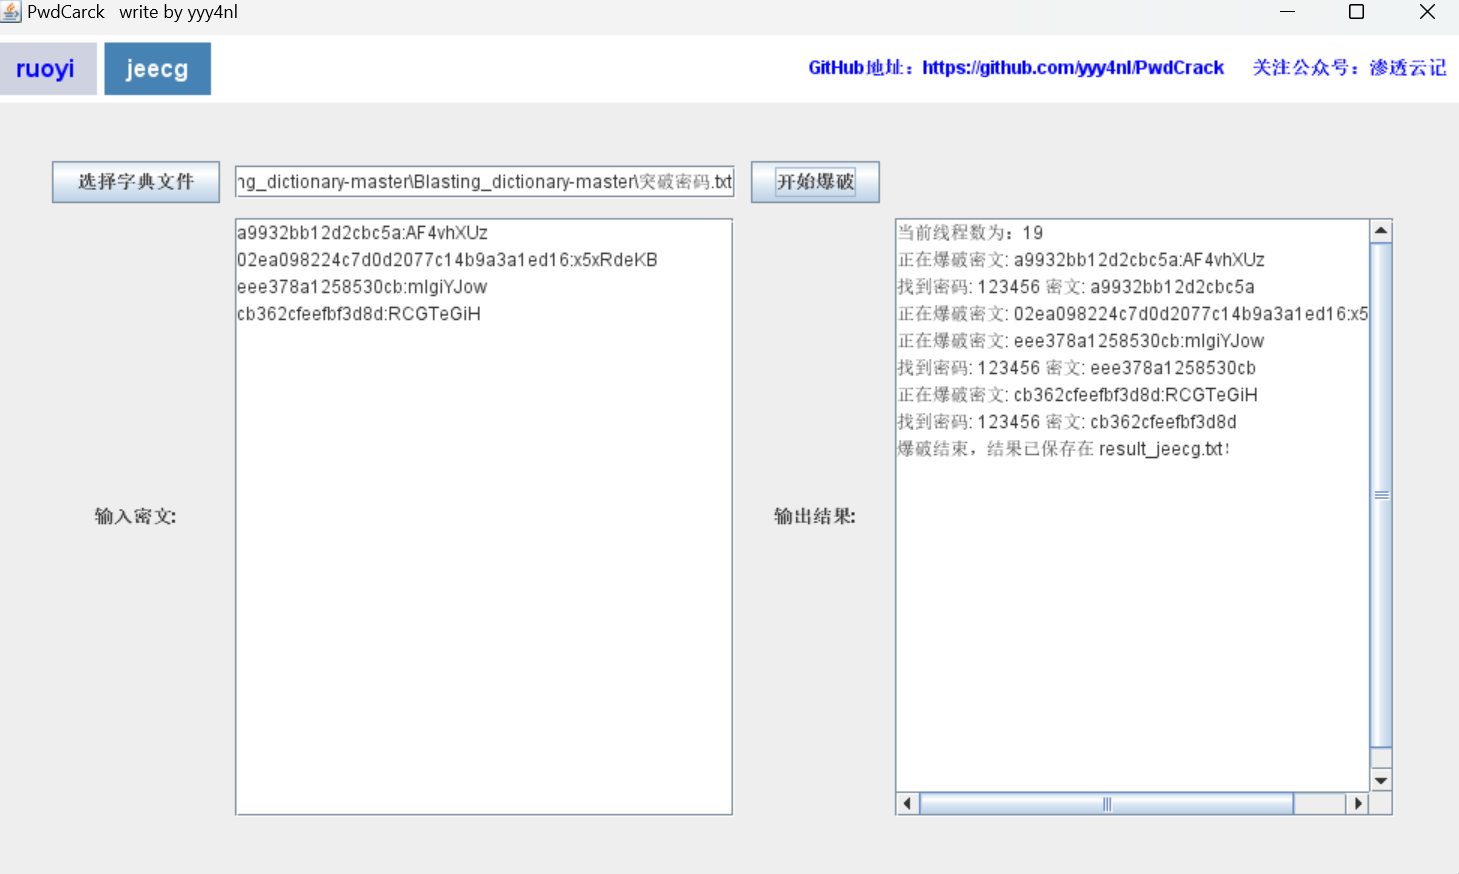 PwdCarck write by yyy4nl
ruoyi
jeecg
GitHub地址：https://github.com/yyy4nl/PwdCrack
关注公众号：渗透云记
选择字典文件
ng_dictionary-master\Blasting_dictionary-master\突破密码.txt
开始爆破
输入密文:
a9932bb12d2cbc5a:AF4vhXUz
02ea098224c7d0d2077c14b9a3a1ed16:x5xRdeKB
eee378a1258530cb:mIgiYJow
cb362cfeefbf3d8d:RCGTeGiH
输出结果:
当前线程数为：19
正在爆破密文: a9932bb12d2cbc5a:AF4vhXUz
找到密码: 123456 密文: a9932bb12d2cbc5a
正在爆破密文: 02ea098224c7d0d2077c14b9a3a1ed16:x5
正在爆破密文: eee378a1258530cb:mIgiYJow
找到密码: 123456 密文: eee378a1258530cb
正在爆破密文: cb362cfeefbf3d8d:RCGTeGiH
找到密码: 123456 密文: cb362cfeefbf3d8d
爆破结束，结果已保存在 result_jeecg.txt!